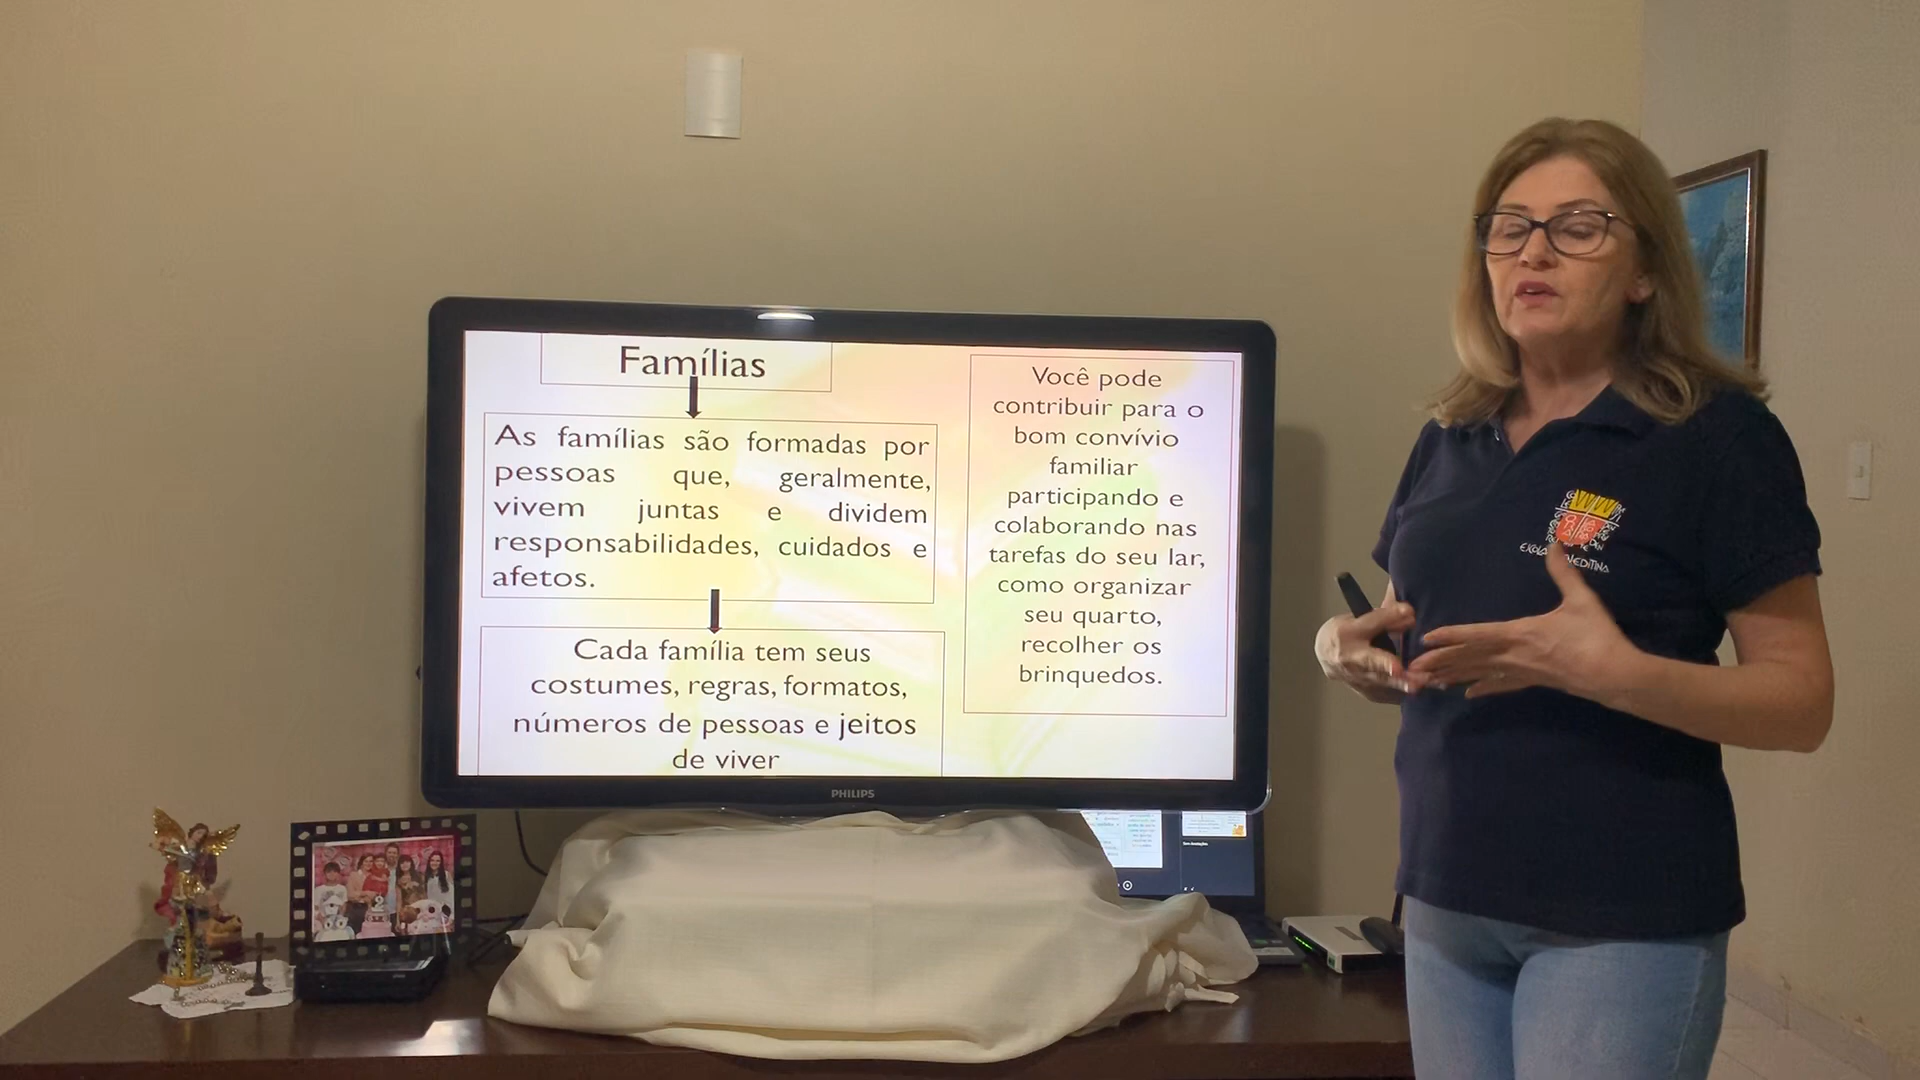 Famílias
As famílias são formadas por
pessoas que, geralmente,
vivem juntas e dividem
responsabilidades, cuidados e
afetos.
Cada família tem seus
costumes, regras, formatos,
números de pessoas e jeitos
de viver
Você pode
contribuir para o
bom convívio
familiar
participando e
colaborando nas
tarefas do seu lar,
como organizar
seu quarto,
recolher os
brinquedos.
PHILIPS